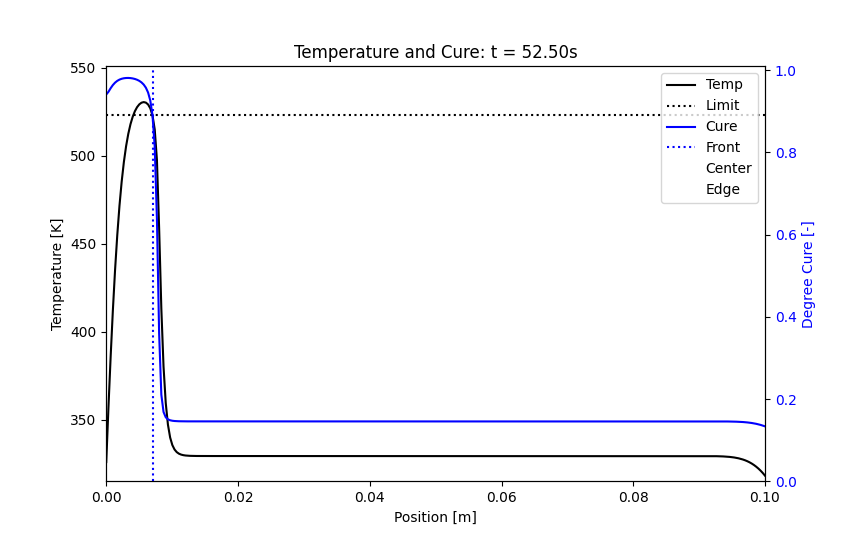 Temperature and Cure: t = 52.50s
550
500
450
400
350
Temperature [K]
1.0
0.8
0.6
0.4
0.2
0.0
Degree Cure [-]
Temp
Limit
Cure
Front
Center
Edge
0.00 0.02 0.04 0.06 0.08 0.10
Position [m]